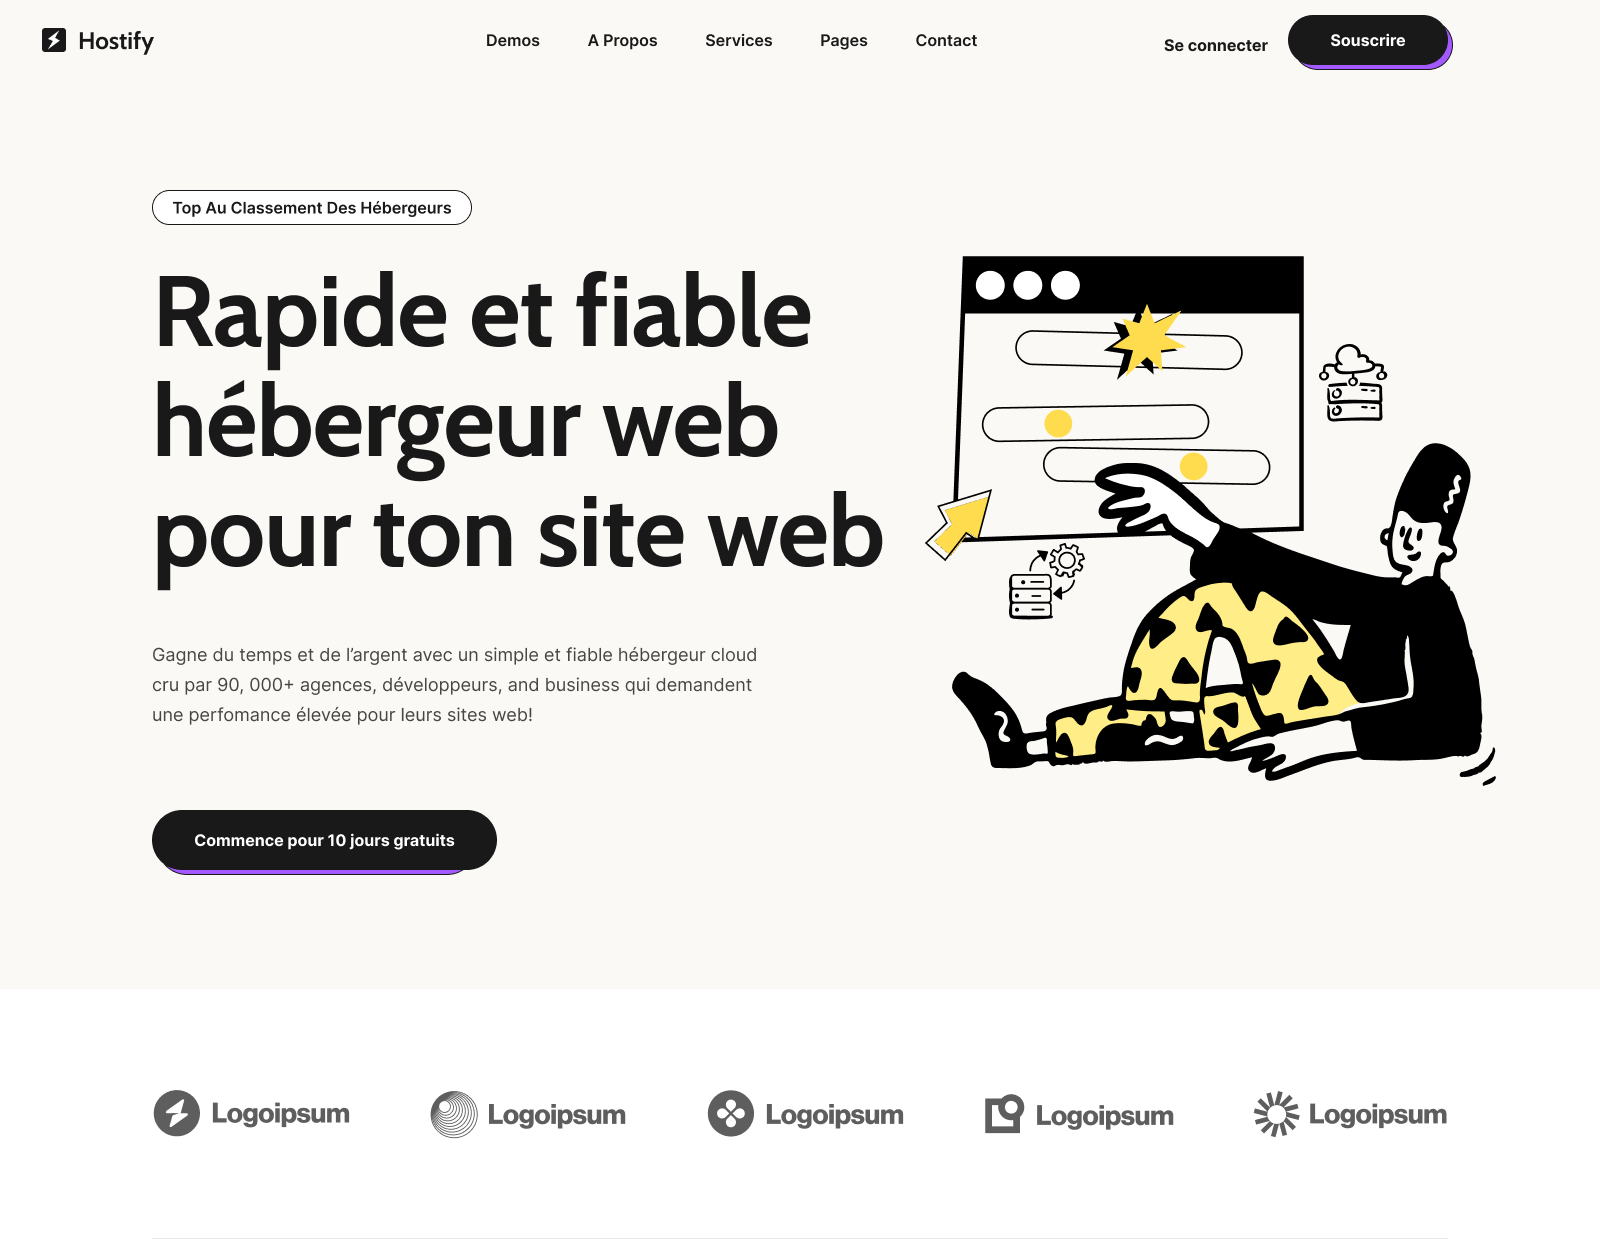 Hostify
Demos
A Propos
Services
Pages
Contact
Se connecter
Souscrire
Top Au Classement Des Hébergeurs
Rapide et fiable
hébergeur web
pour ton site web
Gagne du temps et de l’argent avec un simple et fiable hébergeur cloud
cru par 90, 000+ agences, développeurs, and business qui demandent
une perfomance élevée pour leurs sites web!
Commence pour 10 jours gratuits
Logoipsum
Logoipsum
Logoipsum
Logoipsum
Logoipsum